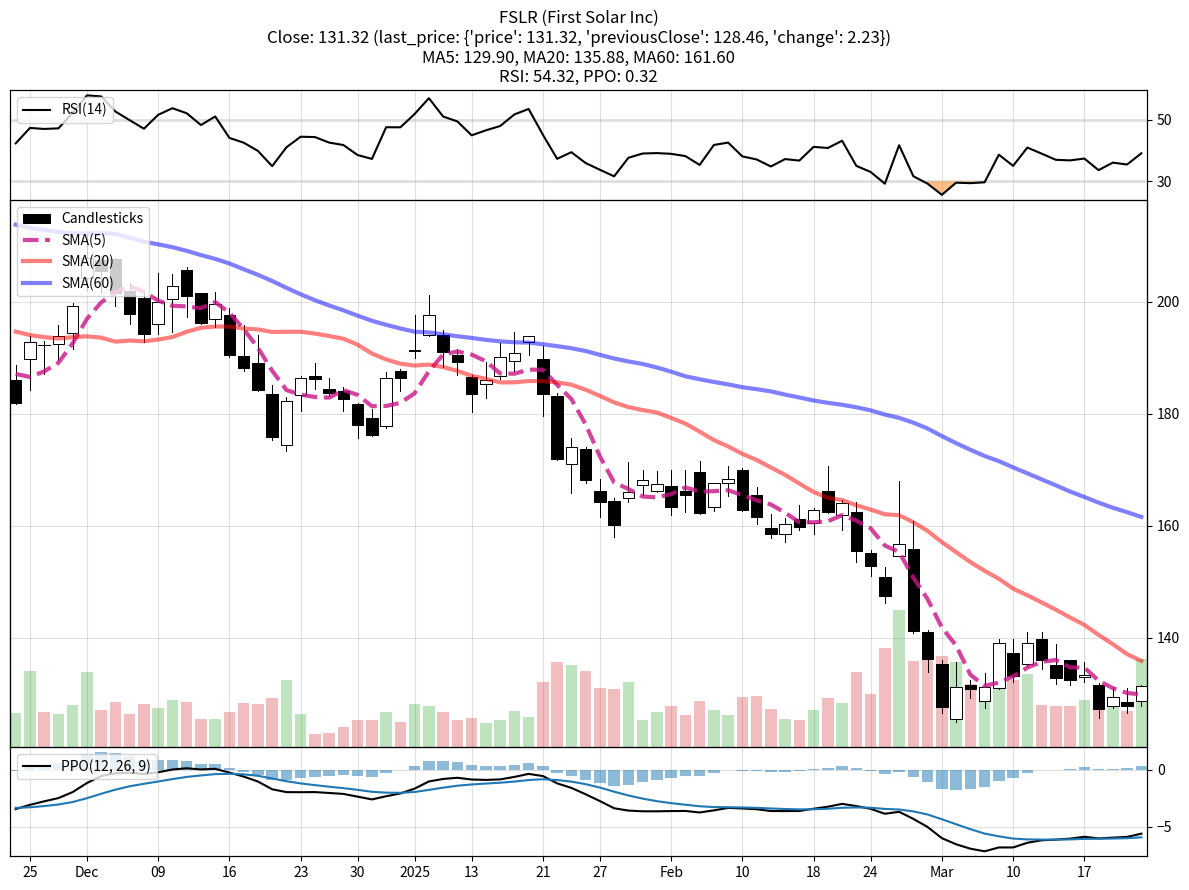 FSLR (First Solar Inc)
Close: 131.32 (last_price: {'price': 131.32, 'previousClose': 128.46, 'change': 2.23})
MA5: 129.90, MA20: 135.88, MA60: 161.60
RSI: 54.32, PPO: 0.32
RSI(14)
50
30
Candlesticks
SMA(5)
SMA(20)
SMA(60)
200
180
160
140
PPO(12, 26, 9)
0
−5
25 Dec 09 16 23 30 2025 13 21 27 Feb 10 18 24 Mar 10 17